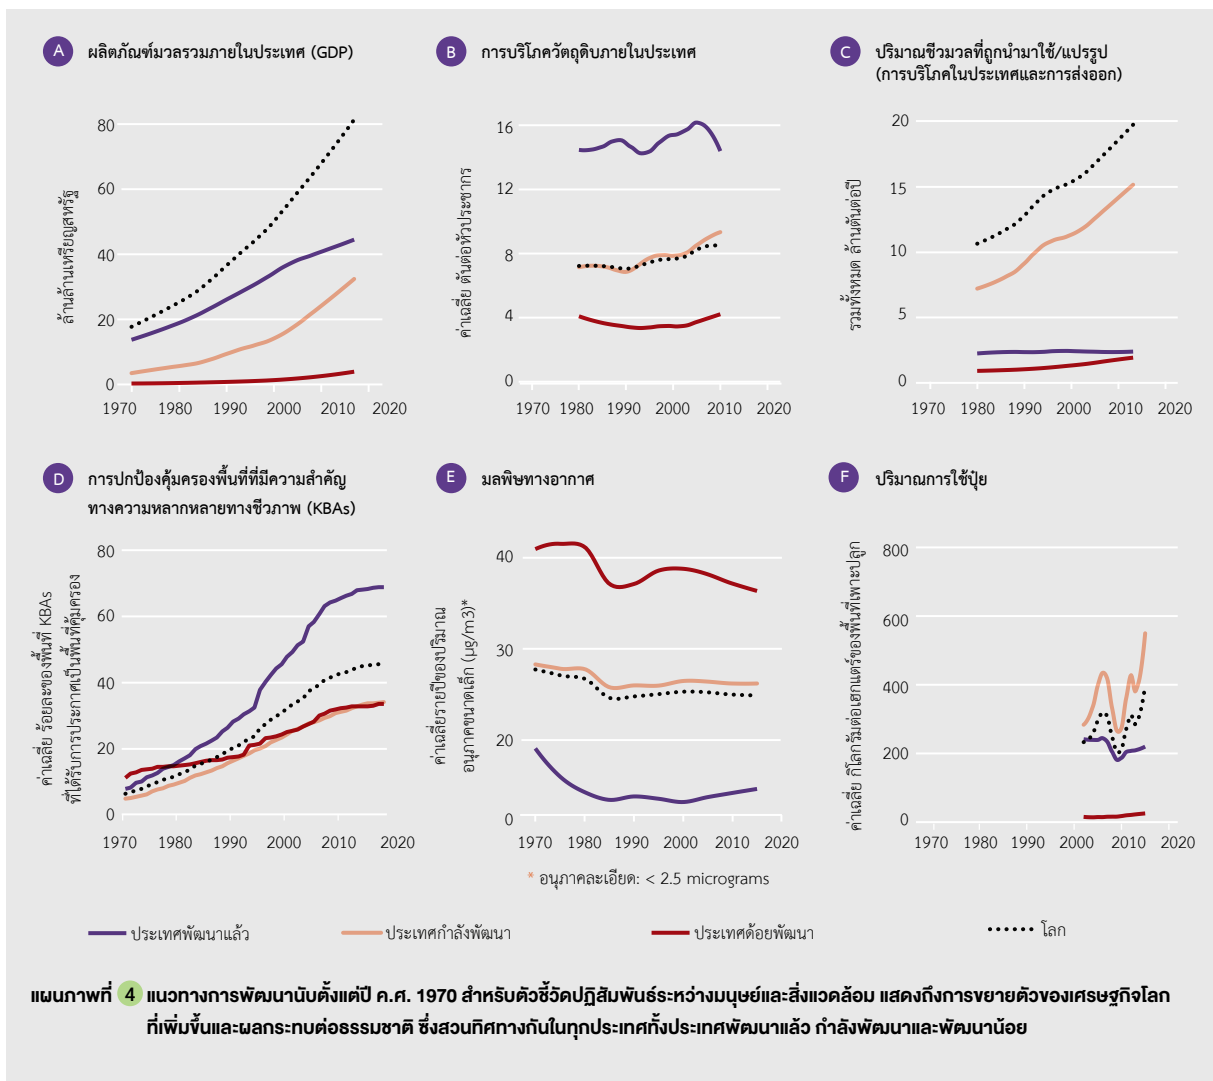 A ผลิตภัณฑ์มวลรวมภายในประเทศ (GDP)
ล้านล้านเหรียญสหรัฐ
80
60
40
20
0
1970 1980 1990 2000 2010 2020
B การบริโภควัตถุดิบภายในประเทศ
ค่าเฉลี่ย ตันต่อหัวประชากร
16
12
8
4
0
1970 1980 1990 2000 2010 2020
C ปริมาณชีวมวลที่ถูกนำมาใช้/แปรรูป
(การบริโภคในประเทศและการส่งออก)
รวมทั้งหมด ล้านตันต่อปี
20
15
10
5
0
1970 1980 1990 2000 2010 2020
D การปกป้องคุ้มครองพื้นที่ที่มีความสำคัญ
ทางความหลากหลายทางชีวภาพ (KBAs)
ค่าเฉลี่ย ร้อยละของพื้นที่ KBAs
ที่ได้รับการประกาศเป็นพื้นที่คุ้มครอง
80
60
40
20
0
1970 1980 1990 2000 2010 2020
E มลพิษทางอากาศ
ค่าเฉลี่ยรายปีของปริมาณ
อนุภาคขนาดเล็ก (µg/m3)*
40
30
20
0
1970 1980 1990 2000 2010 2020
* อนุภาคละเอียด: < 2.5 micrograms
F ปริมาณการใช้ปุ๋ย
ค่าเฉลี่ย กิโลกรัมต่อเฮกแตร์ของพื้นที่เพาะปลูก
800
600
400
200
0
1970 1980 1990 2000 2010 2020
ประเทศพัฒนาแล้ว ประเทศกำลังพัฒนา ประเทศด้อยพัฒนา โลก
แผนภาพที่ 4 แนวทางการพัฒนานับตั้งแต่ปี ค.ศ. 1970 สำหรับตัวชี้วัดปฏิสัมพันธ์ระหว่างมนุษย์และสิ่งแวดล้อม แสดงถึงการขยายตัวของเศรษฐกิจโลก
ที่เพิ่มขึ้นและผลกระทบต่อธรรมชาติ ซึ่งสวนทิศทางกันในทุกประเทศทั้งประเทศพัฒนาแล้ว กำลังพัฒนาและพัฒนาน้อย